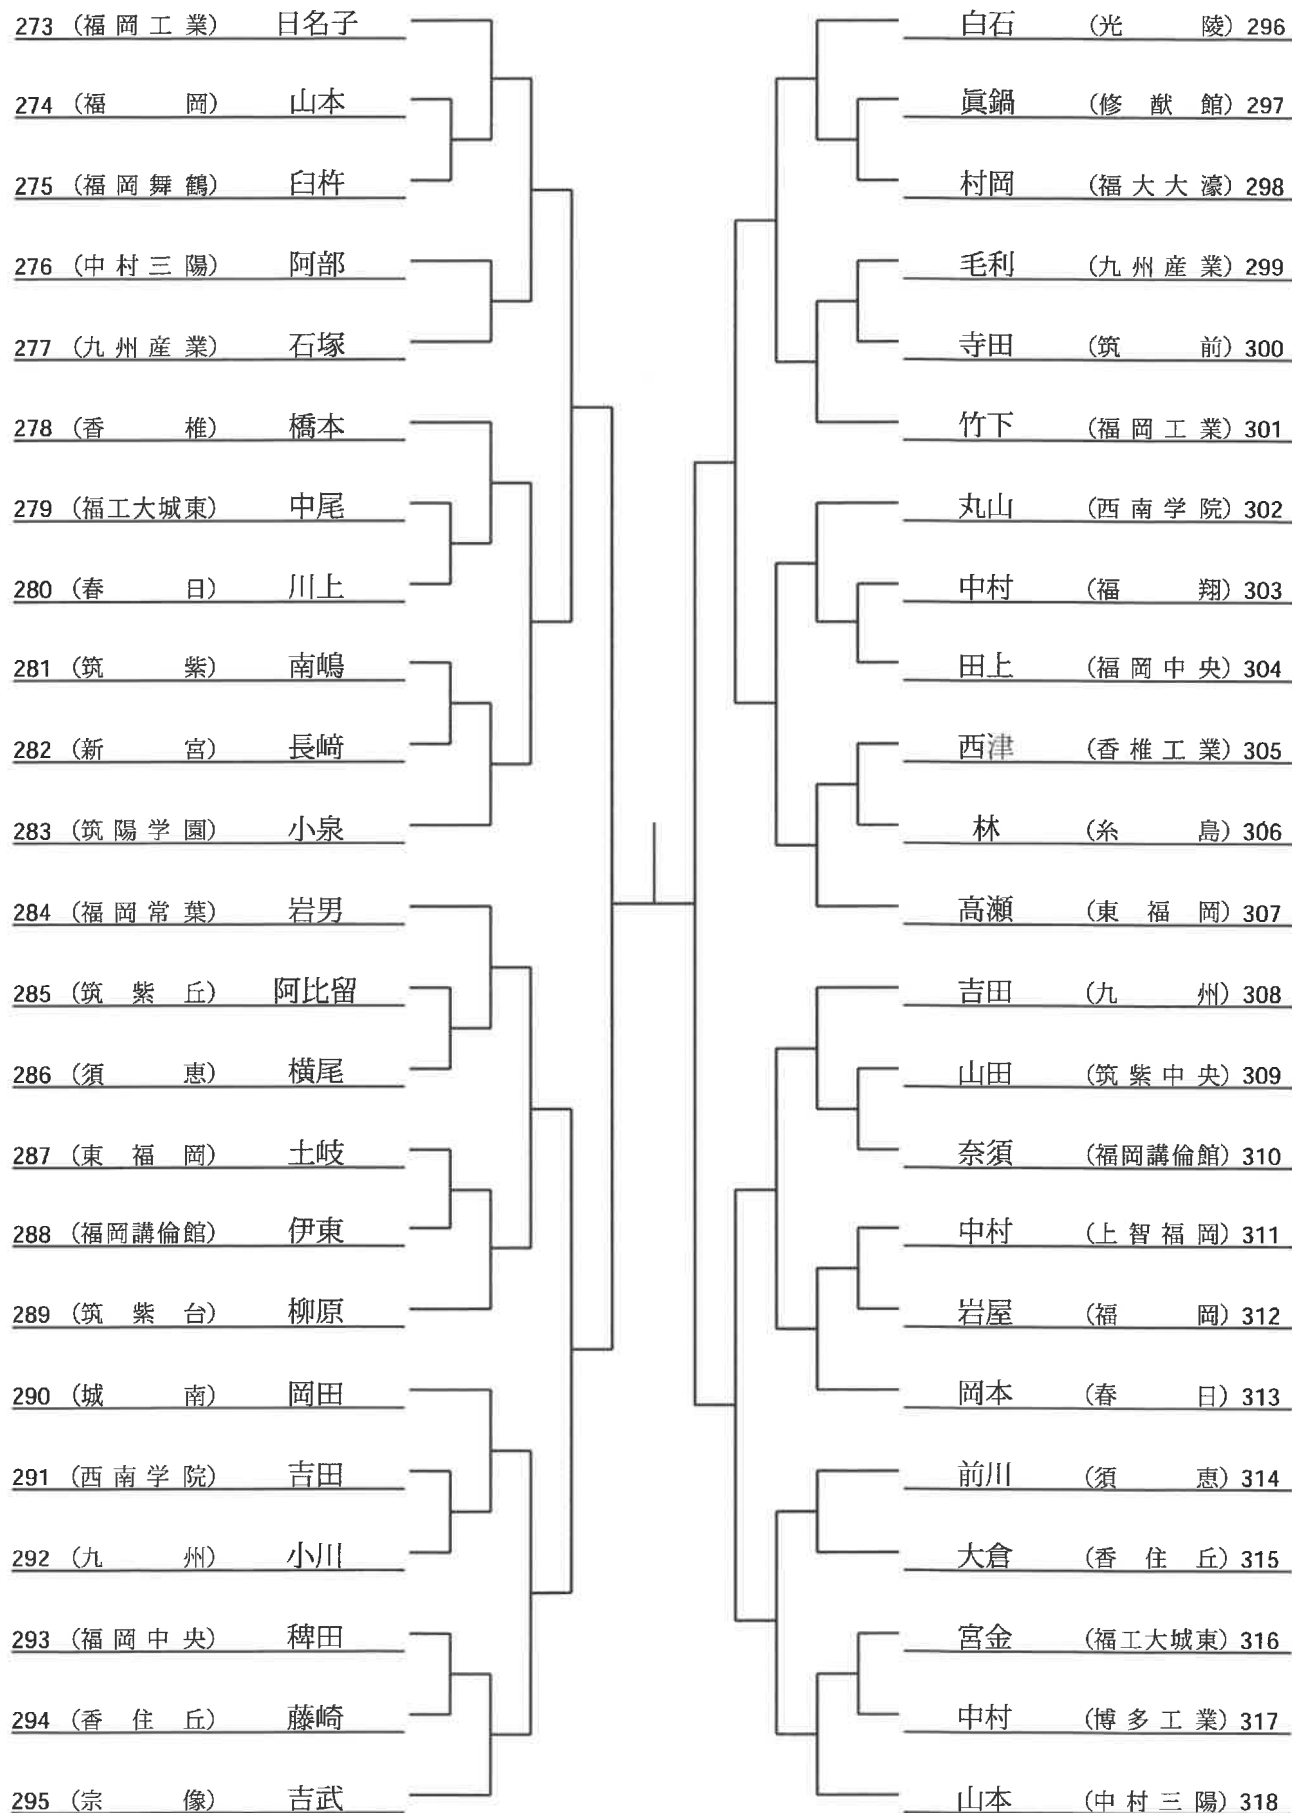 273 (福岡工業) 日名子
274 (福岡) 山本
275 (福岡舞鶴) 臼杵
276 (中村三陽) 阿部
277 (九州産業) 石塚
278 (香椎) 橋本
279 (福工大城東) 中尾
280 (春日) 川上
281 (筑紫) 南嶋
282 (新宮) 長﨑
283 (筑陽学園) 小泉
284 (福岡常葉) 岩男
285 (筑紫丘) 阿比留
286 (須恵) 横尾
287 (東福岡) 土岐
288 (福岡講倫館) 伊東
289 (筑紫台) 柳原
290 (城南) 岡田
291 (西南学院) 吉田
292 (九州) 小川
293 (福岡中央) 稗田
294 (香住丘) 藤崎
295 (宗像) 吉武
白石 (光陵) 296
眞鍋 (修猷館) 297
村岡 (福大大濠) 298
毛利 (九州産業) 299
寺田 (筑前) 300
竹下 (福岡工業) 301
丸山 (西南学院) 302
中村 (福翔) 303
田上 (福岡中央) 304
西津 (香椎工業) 305
林 (糸島) 306
高瀬 (東福岡) 307
吉田 (九州) 308
山田 (筑紫中央) 309
奈須 (福岡講倫館) 310
中村 (上智福岡) 311
岩屋 (福岡) 312
岡本 (春日) 313
前川 (須恵) 314
大倉 (香住丘) 315
宮金 (福工大城東) 316
中村 (博多工業) 317
山本 (中村三陽) 318